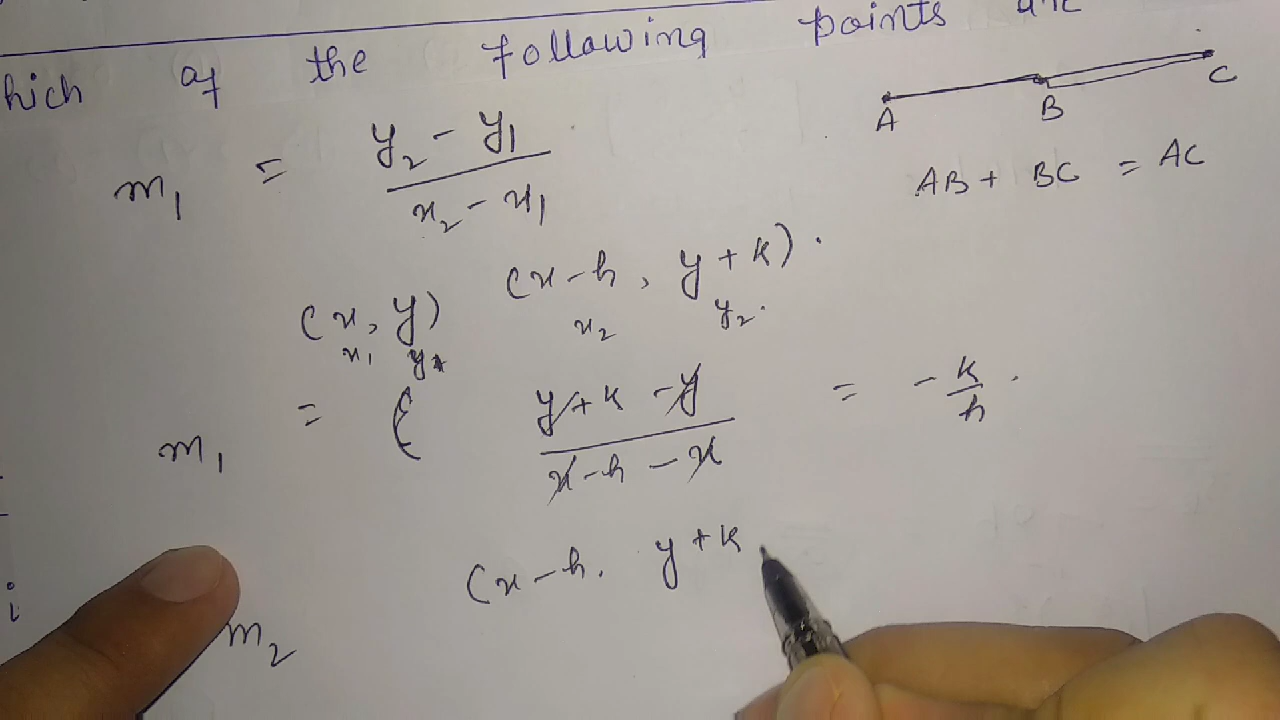 hich of the following points
m₁ = y₂ - y₁ / x₂ - x₁
A B C
AB + BC = AC
(x, y) (x-h, y+k).
x₁ y₁ x₂ y₂.
m₁ = ( y+k -y / x-h -x = - k/h .
(x-h, y+k
i
m₂